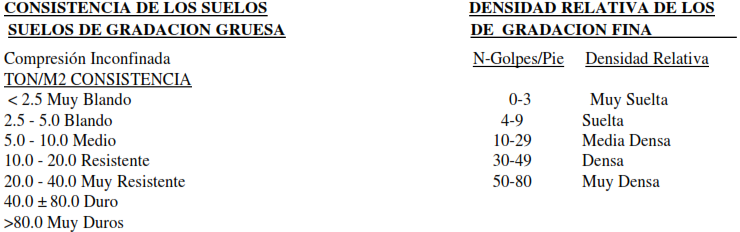 CONSISTENCIA DE LOS SUELOS
SUELOS DE GRADACION GRUESA
Compresión Inconfinada
TON/M2 CONSISTENCIA
< 2.5 Muy Blando
2.5 - 5.0 Blando
5.0 - 10.0 Medio
10.0 - 20.0 Resistente
20.0 - 40.0 Muy Resistente
40.0 ± 80.0 Duro
>80.0 Muy Duros
DENSIDAD RELATIVA DE LOS
DE GRADACION FINA
N-Golpes/Pie Densidad Relativa
0-3 Muy Suelta
4-9 Suelta
10-29 Media Densa
30-49 Densa
50-80 Muy Densa